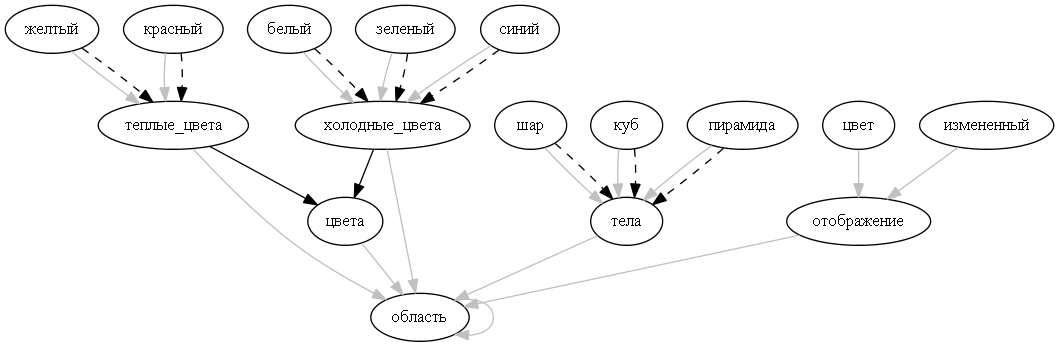 желтый
красный
белый
зеленый
синий
теплые_цвета
холодные_цвета
шар
куб
пирамида
цвет
измененный
цвета
тела
отображение
область